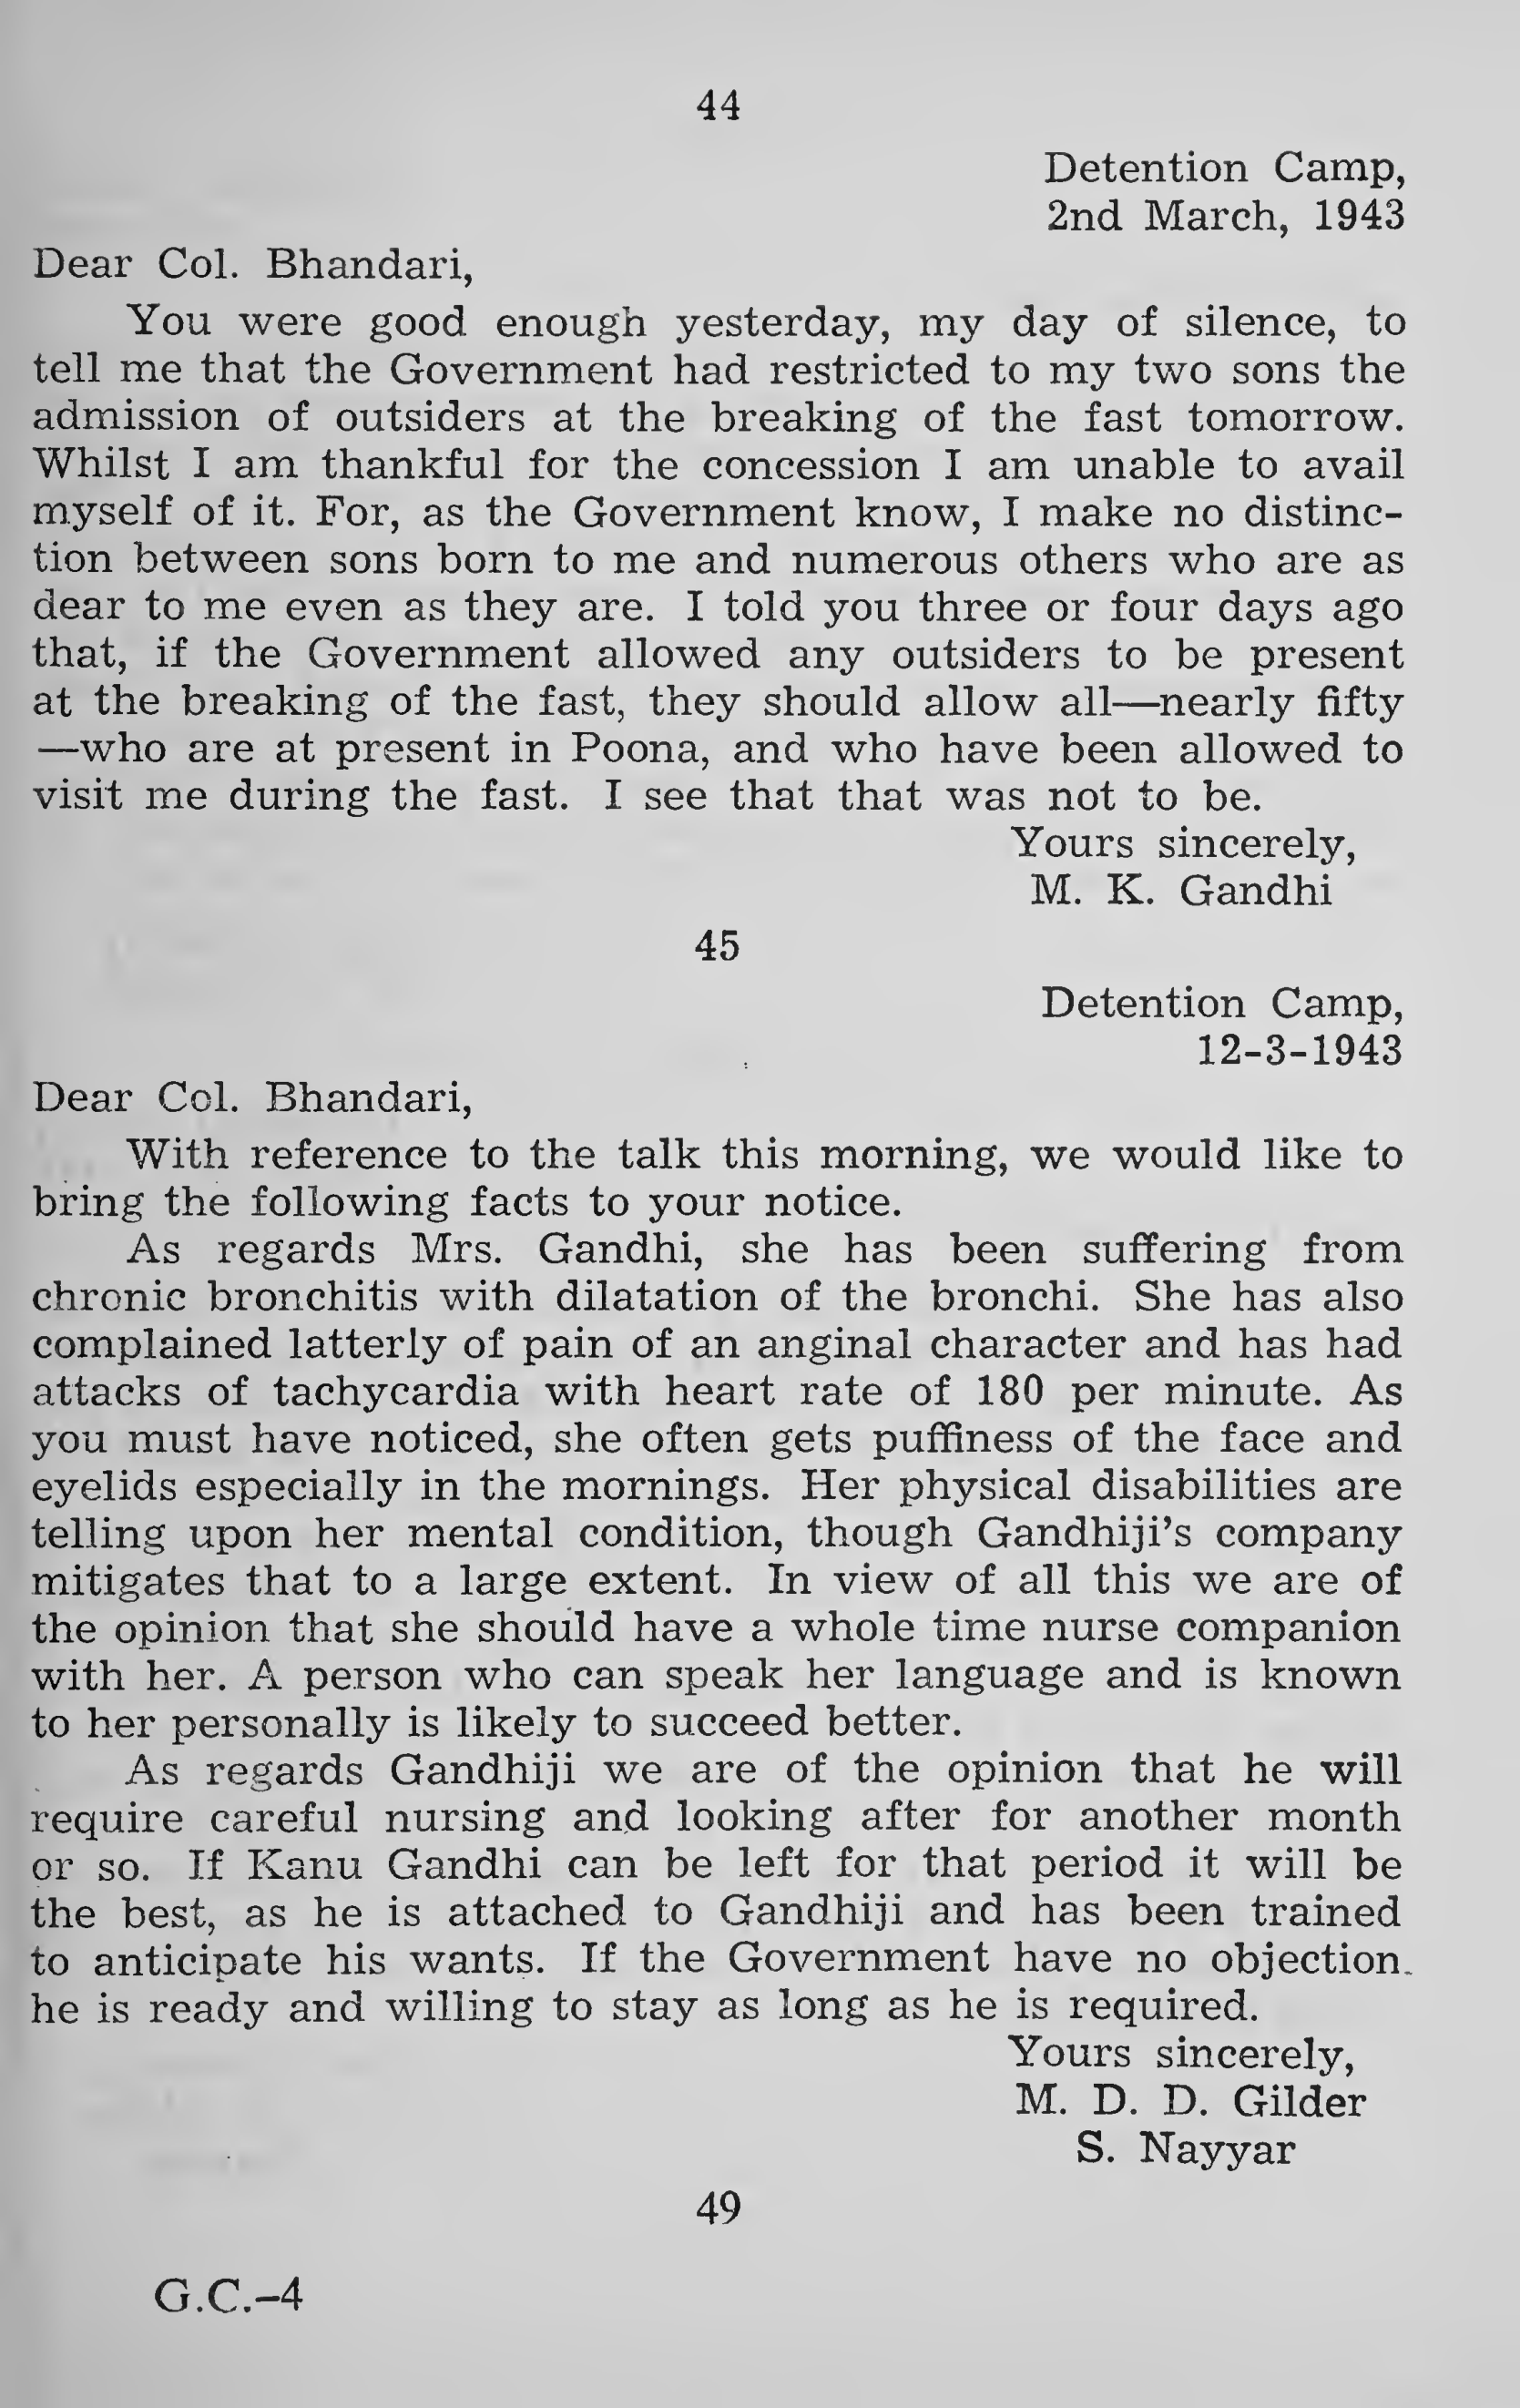 44
Detention Camp,
2nd March, 1943
Dear Col. Bhandari,
You were good enough yesterday, my day of silence, to
tell me that the Government had restricted to my two sons the
admission of outsiders at the breaking of the fast tomorrow.
Whilst I am thankful for the concession I am unable to avail
myself of it. For, as the Government know, I make no distinc-
tion between sons born to me and numerous others who are as
dear to me even as they are. I told you three or four days ago
that, if the Government allowed any outsiders to be present
at the breaking of the fast, they should allow all—nearly fifty
—who are at present in Poona, and who have been allowed to
visit me during the fast. I see that that was not to be.
Yours sincerely,
M. K. Gandhi
45
Detention Camp,
12-3-1943
Dear Col. Bhandari,
With reference to the talk this morning, we would like to
bring the following facts to your notice.
As regards Mrs. Gandhi, she has been suffering from
chronic bronchitis with dilatation of the bronchi. She has also
complained latterly of pain of an anginal character and has had
attacks of tachycardia with heart rate of 180 per minute. As
you must have noticed, she often gets puffiness of the face and
eyelids especially in the mornings. Her physical disabilities are
telling upon her mental condition, though Gandhiji's company
mitigates that to a large extent. In view of all this we are of
the opinion that she should have a whole time nurse companion
with her. A person who can speak her language and is known
to her personally is likely to succeed better.
As regards Gandhiji we are of the opinion that he will
require careful nursing and looking after for another month
or so. If Kanu Gandhi can be left for that period it will be
the best, as he is attached to Gandhiji and has been trained
to anticipate his wants. If the Government have no objection.
he is ready and willing to stay as long as he is required.
Yours sincerely,
M. D. D. Gilder
S. Nayyar
49
G.C.-4